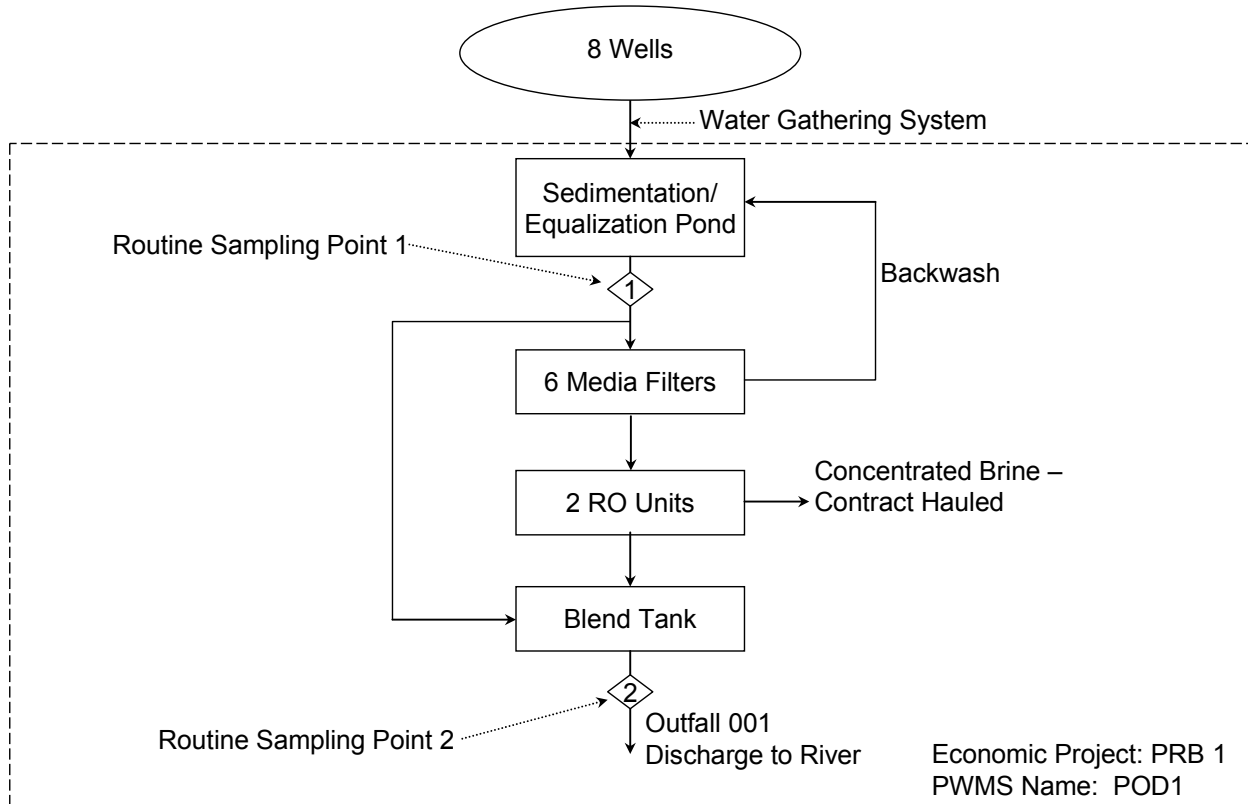 8 Wells
Water Gathering System
Sedimentation/
Equalization Pond
Routine Sampling Point 1
1
Backwash
6 Media Filters
2 RO Units
Concentrated Brine –
Contract Hauled
Blend Tank
2
Routine Sampling Point 2
Outfall 001
Discharge to River
Economic Project: PRB 1
PWMS Name: POD1